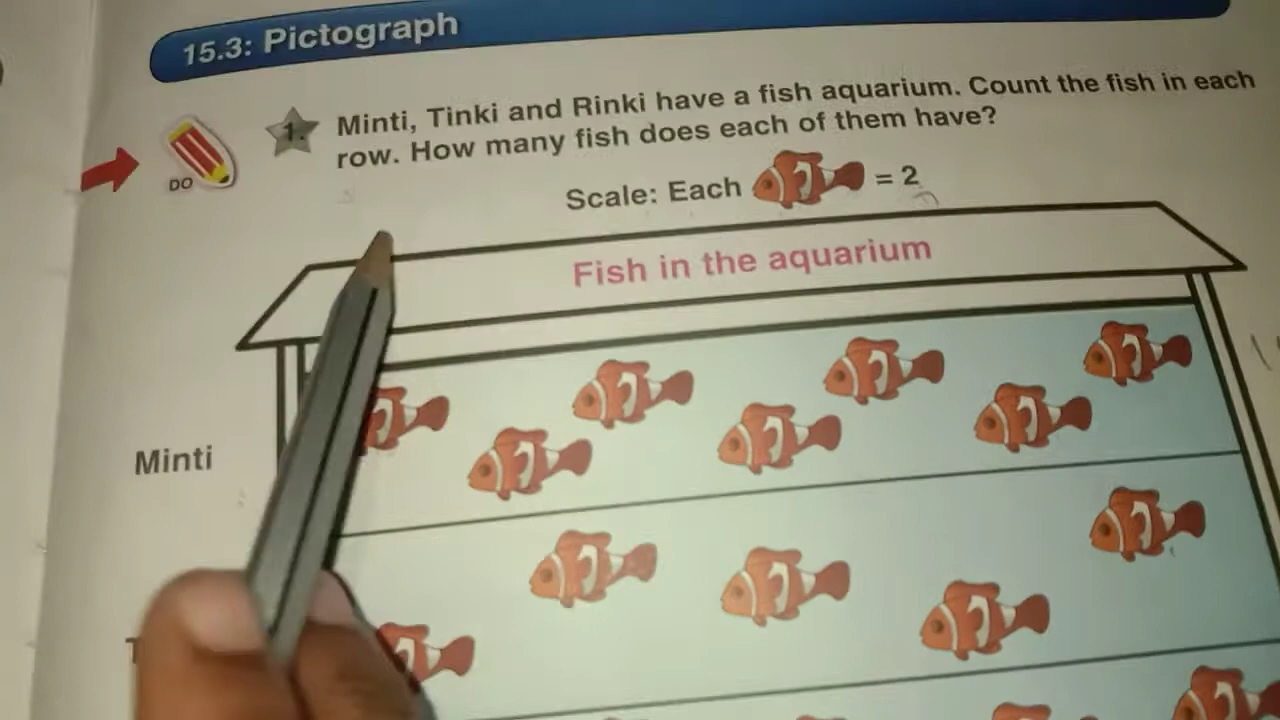 15.3: Pictograph
DO
1. Minti, Tinki and Rinki have a fish aquarium. Count the fish in each
row. How many fish does each of them have?
Scale: Each = 2
Fish in the aquarium
Minti